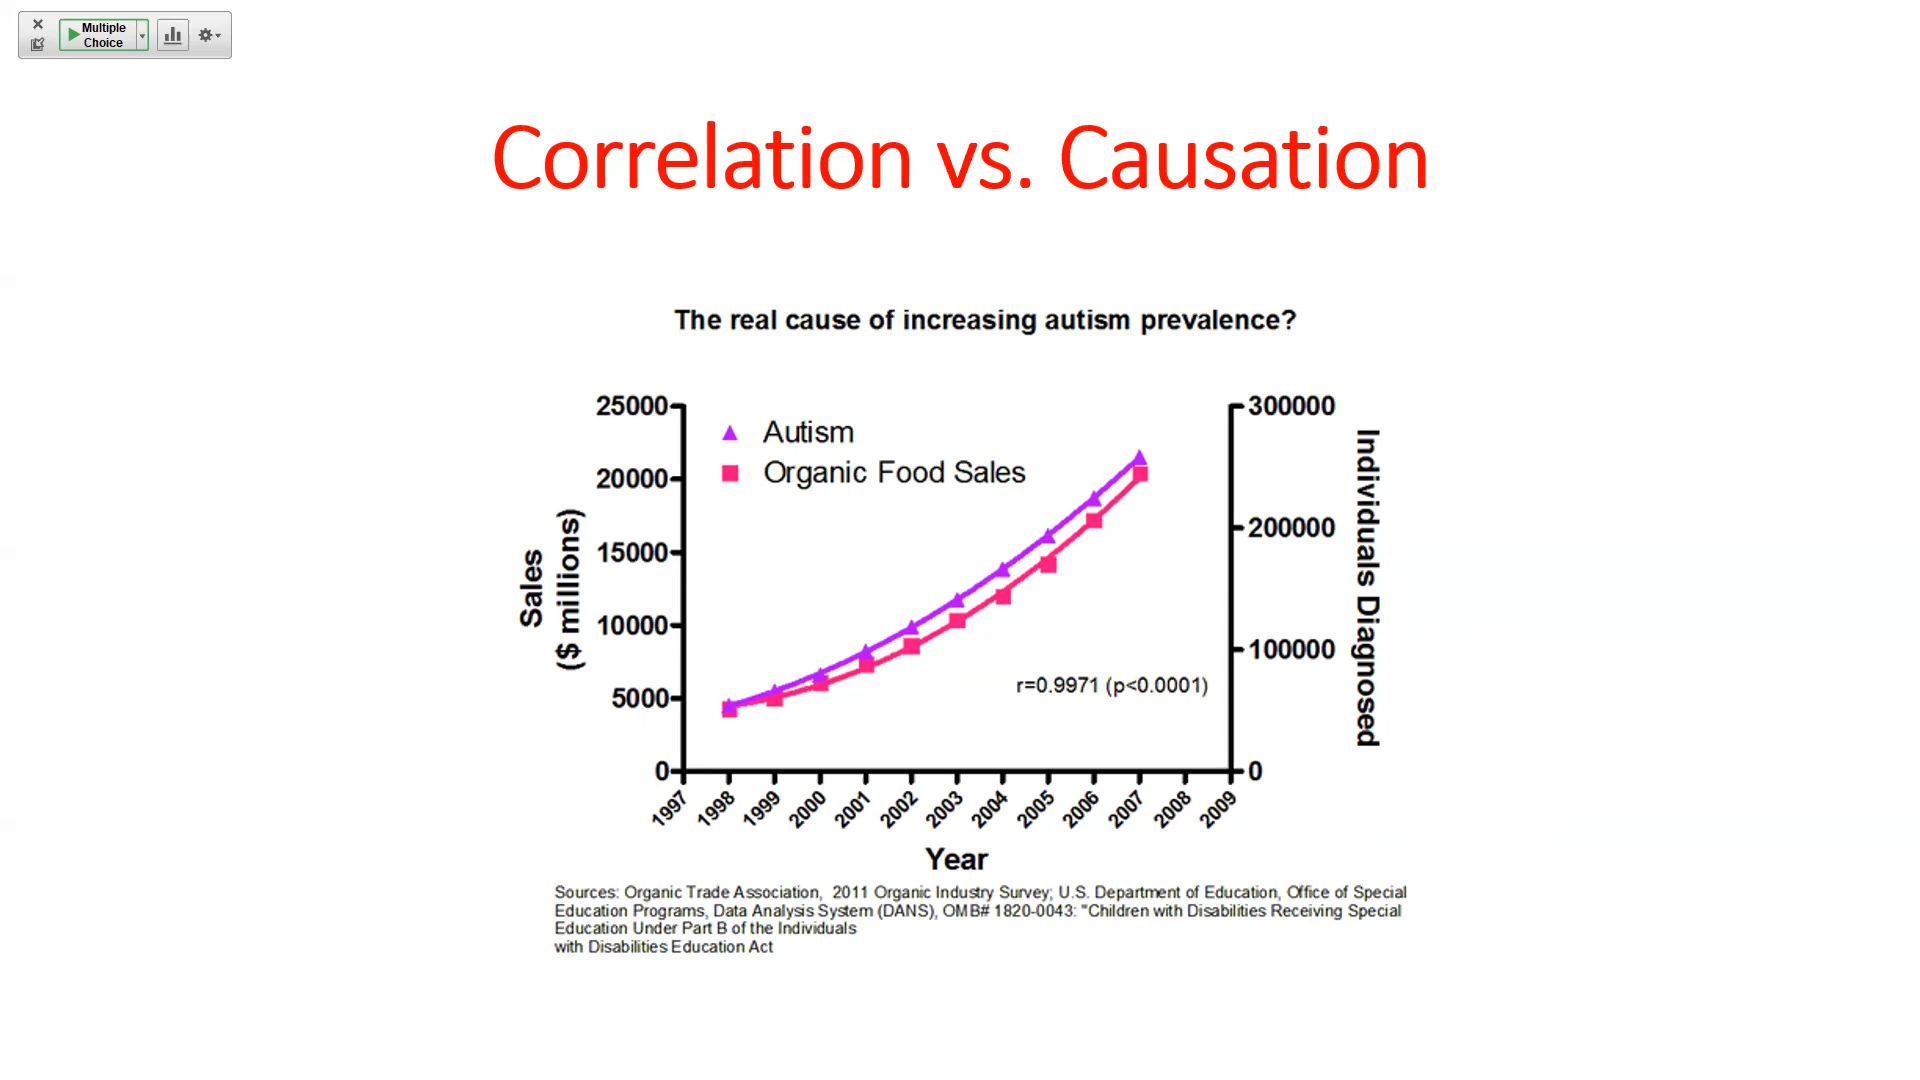 Multiple
Choice
Correlation vs. Causation
The real cause of increasing autism prevalence?
25000
20000
15000
10000
5000
0
Sales
($ millions)
Autism
Organic Food Sales
r=0.9971 (p<0.0001)
300000
200000
100000
0
Individuals Diagnosed
1997
1998
1999
2000
2001
2002
2003
2004
2005
2006
2007
2008
2009
Year
Sources: Organic Trade Association, 2011 Organic Industry Survey; U.S. Department of Education, Office of Special
Education Programs, Data Analysis System (DANS), OMB# 1820-0043: "Children with Disabilities Receiving Special
Education Under Part B of the Individuals
with Disabilities Education Act